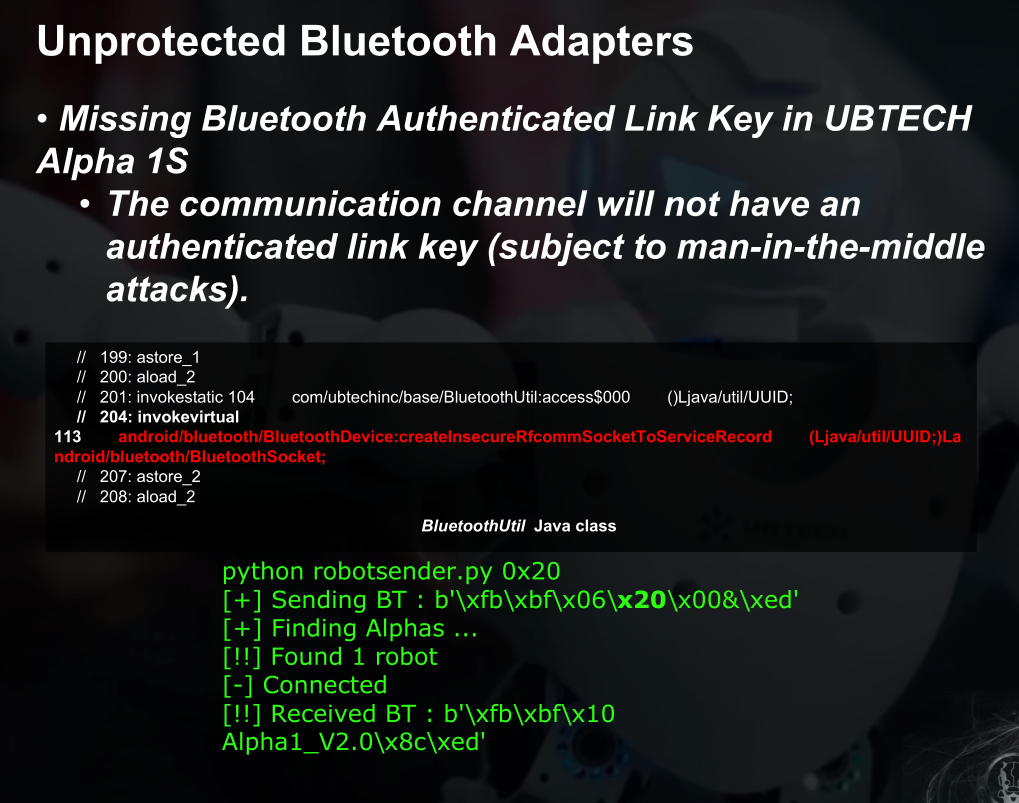 Unprotected Bluetooth Adapters
• Missing Bluetooth Authenticated Link Key in UBTECH
Alpha 1S
• The communication channel will not have an
authenticated link key (subject to man-in-the-middle
attacks).
// 199: astore_1
// 200: aload_2
// 201: invokestatic 104 com/ubtechinc/base/BluetoothUtil:access$000 ()Ljava/util/UUID;
// 204: invokevirtual
113 android/bluetooth/BluetoothDevice:createInsecureRfcommSocketToServiceRecord (Ljava/util/UUID;)La
ndroid/bluetooth/BluetoothSocket;
// 207: astore_2
// 208: aload_2
BluetoothUtil Java class
UBTECH
python robotsender.py 0x20
[+] Sending BT : b'\xfb\xbf\x06\x20\x00&\xed'
[+] Finding Alphas ...
[!!] Found 1 robot
[-] Connected
[!!] Received BT : b'\xfb\xbf\x10
Alpha1_V2.0\x8c\xed'